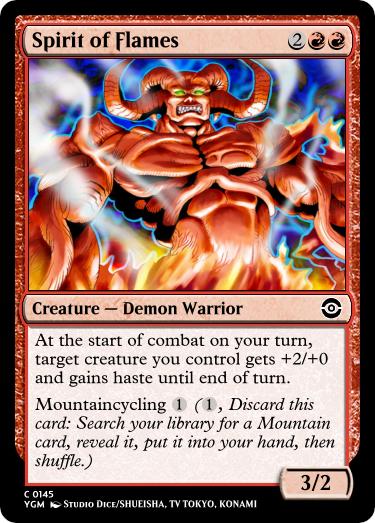 Spirit of Flames 2RR
Creature — Demon Warrior
At the start of combat on your turn,
target creature you control gets +2/+0
and gains haste until end of turn.
Mountaincycling 1 (1, Discard this
card: Search your library for a Mountain
card, reveal it, put it into your hand, then
shuffle.)
3/2
C 0145
YGM Studio Dice/SHUEISHA, TV TOKYO, KONAMI